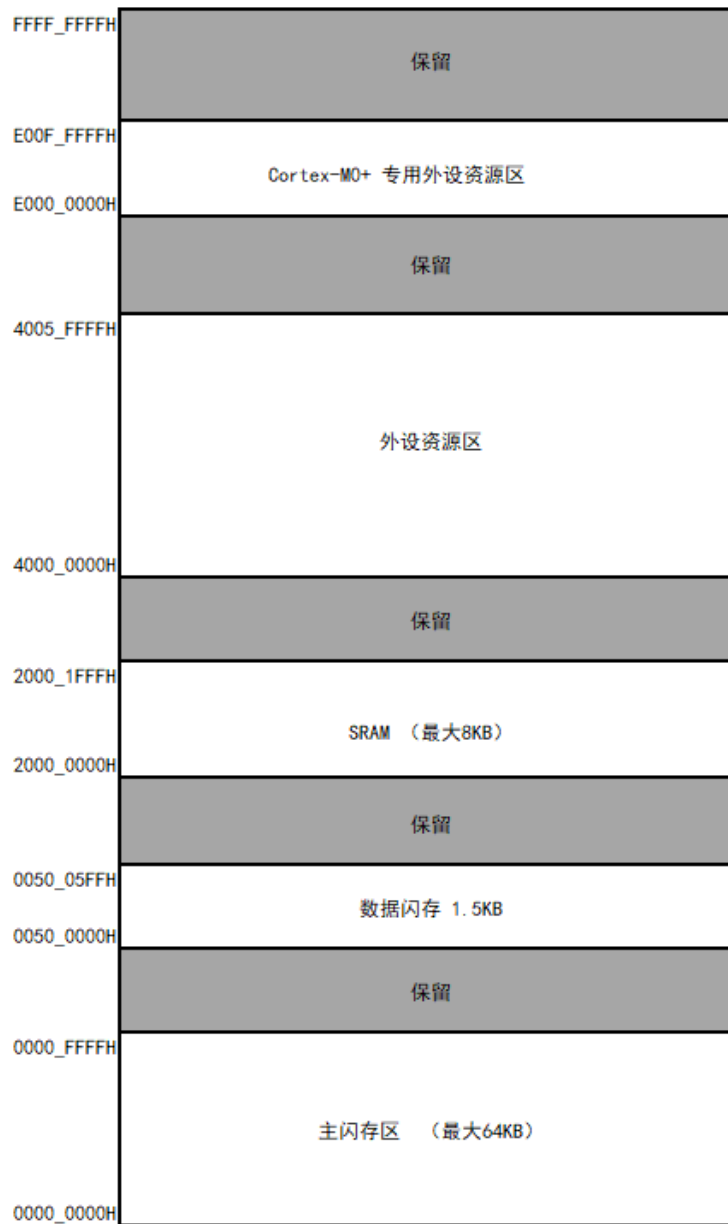 FFFF_FFFFH
保留
E00F_FFFFH
Cortex-M0+ 专用外设资源区
E000_0000H
保留
4005_FFFFH
外设资源区
4000_0000H
保留
2000_1FFFH
SRAM （最大8KB）
2000_0000H
保留
0050_05FFH
数据闪存 1.5KB
0050_0000H
保留
0000_FFFFH
主闪存区 （最大64KB）
0000_0000H